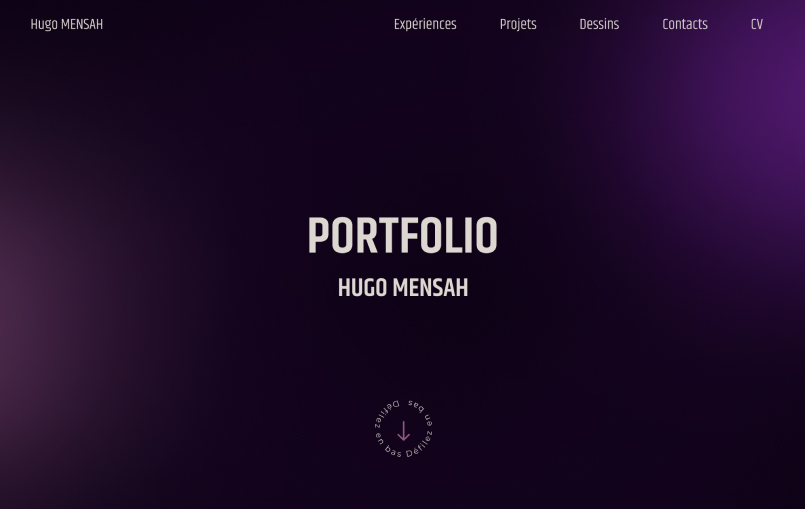 Hugo MENSAH
Expériences Projets Dessins Contacts CV
PORTFOLIO
HUGO MENSAH
Défilez en bas Défilez en bas